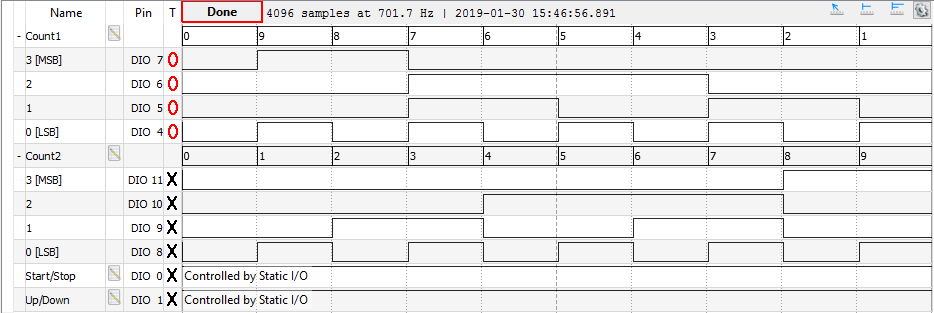 Name Pin T Done 4096 samples at 701.7 Hz | 2019-01-30 15:46:56.891
- Count1 0 9 8 7 6 5 4 3 2 1
3 [MSB] DIO 7 0
2 DIO 6 0
1 DIO 5 0
0 [LSB] DIO 4 0
- Count2 0 1 2 3 4 5 6 7 8 9
3 [MSB] DIO 11 X
2 DIO 10 X
1 DIO 9 X
0 [LSB] DIO 8 X
Start/Stop DIO 0 X Controlled by Static I/O
Up/Down DIO 1 X Controlled by Static I/O